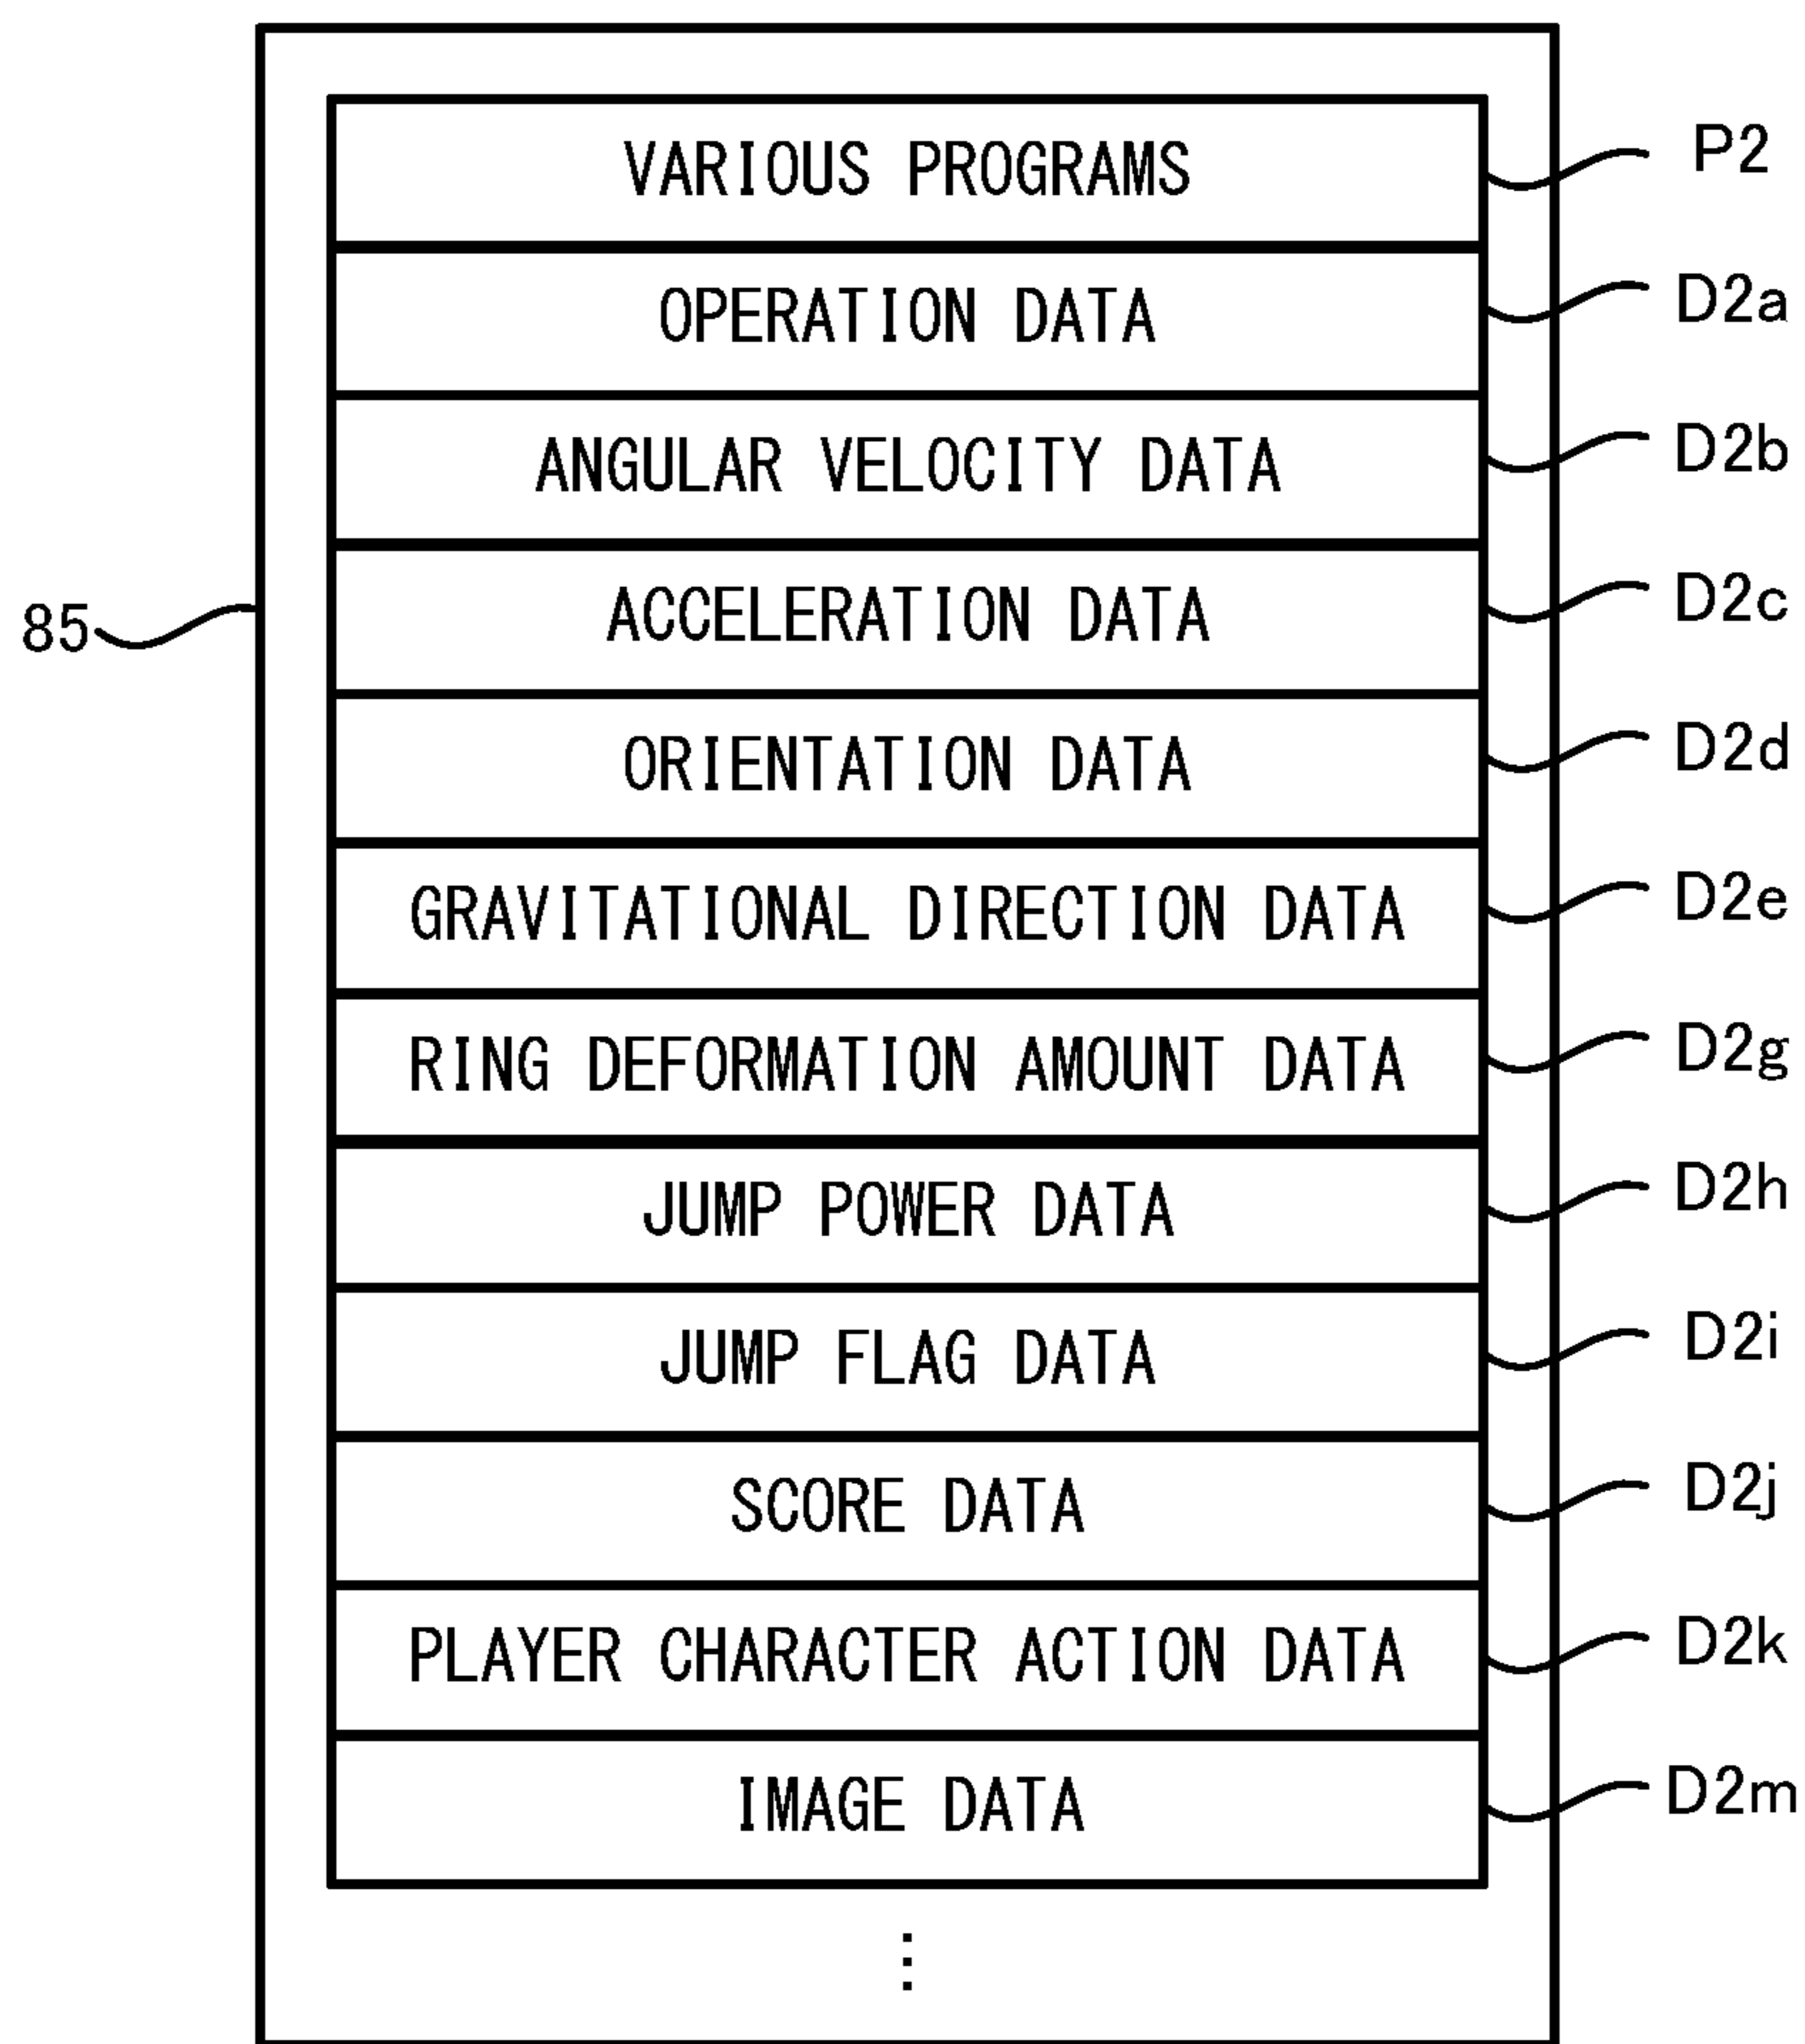 VARIOUS PROGRAMS P2
OPERATION DATA D2a
ANGULAR VELOCITY DATA D2b
85 ACCELERATION DATA D2c
ORIENTATION DATA D2d
GRAVITATIONAL DIRECTION DATA D2e
RING DEFORMATION AMOUNT DATA D2g
JUMP POWER DATA D2h
JUMP FLAG DATA D2i
SCORE DATA D2j
PLAYER CHARACTER ACTION DATA D2k
IMAGE DATA D2m
⋮